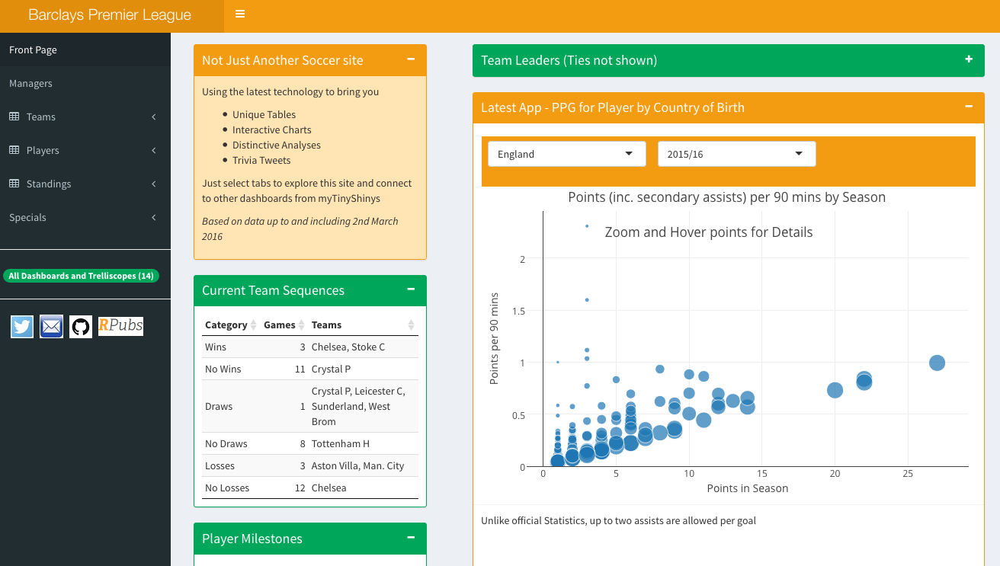 Barclays Premier League
Front Page
Managers
Teams
Players
Standings
Specials
All Dashboards and Trelliscopes (14)
RPubs
Not Just Another Soccer site
Using the latest technology to bring you
Unique Tables
Interactive Charts
Distinctive Analyses
Trivia Tweets
Just select tabs to explore this site and connect
to other dashboards from myTinyShinys
Based on data up to and including 2nd March
2016
Current Team Sequences
Category Games Teams
Wins 3 Chelsea, Stoke C
No Wins 11 Crystal P
Draws 1 Crystal P, Leicester C,
Sunderland, West
Brom
No Draws 8 Tottenham H
Losses 3 Aston Villa, Man. City
No Losses 12 Chelsea
Player Milestones
Team Leaders (Ties not shown)
Latest App - PPG for Player by Country of Birth
England 2015/16
Points (inc. secondary assists) per 90 mins by Season
Zoom and Hover points for Details
Points per 90 mins
2
1.5
1
0.5
0
0 5 10 15 20 25
Points in Season
Unlike official Statistics, up to two assists are allowed per goal